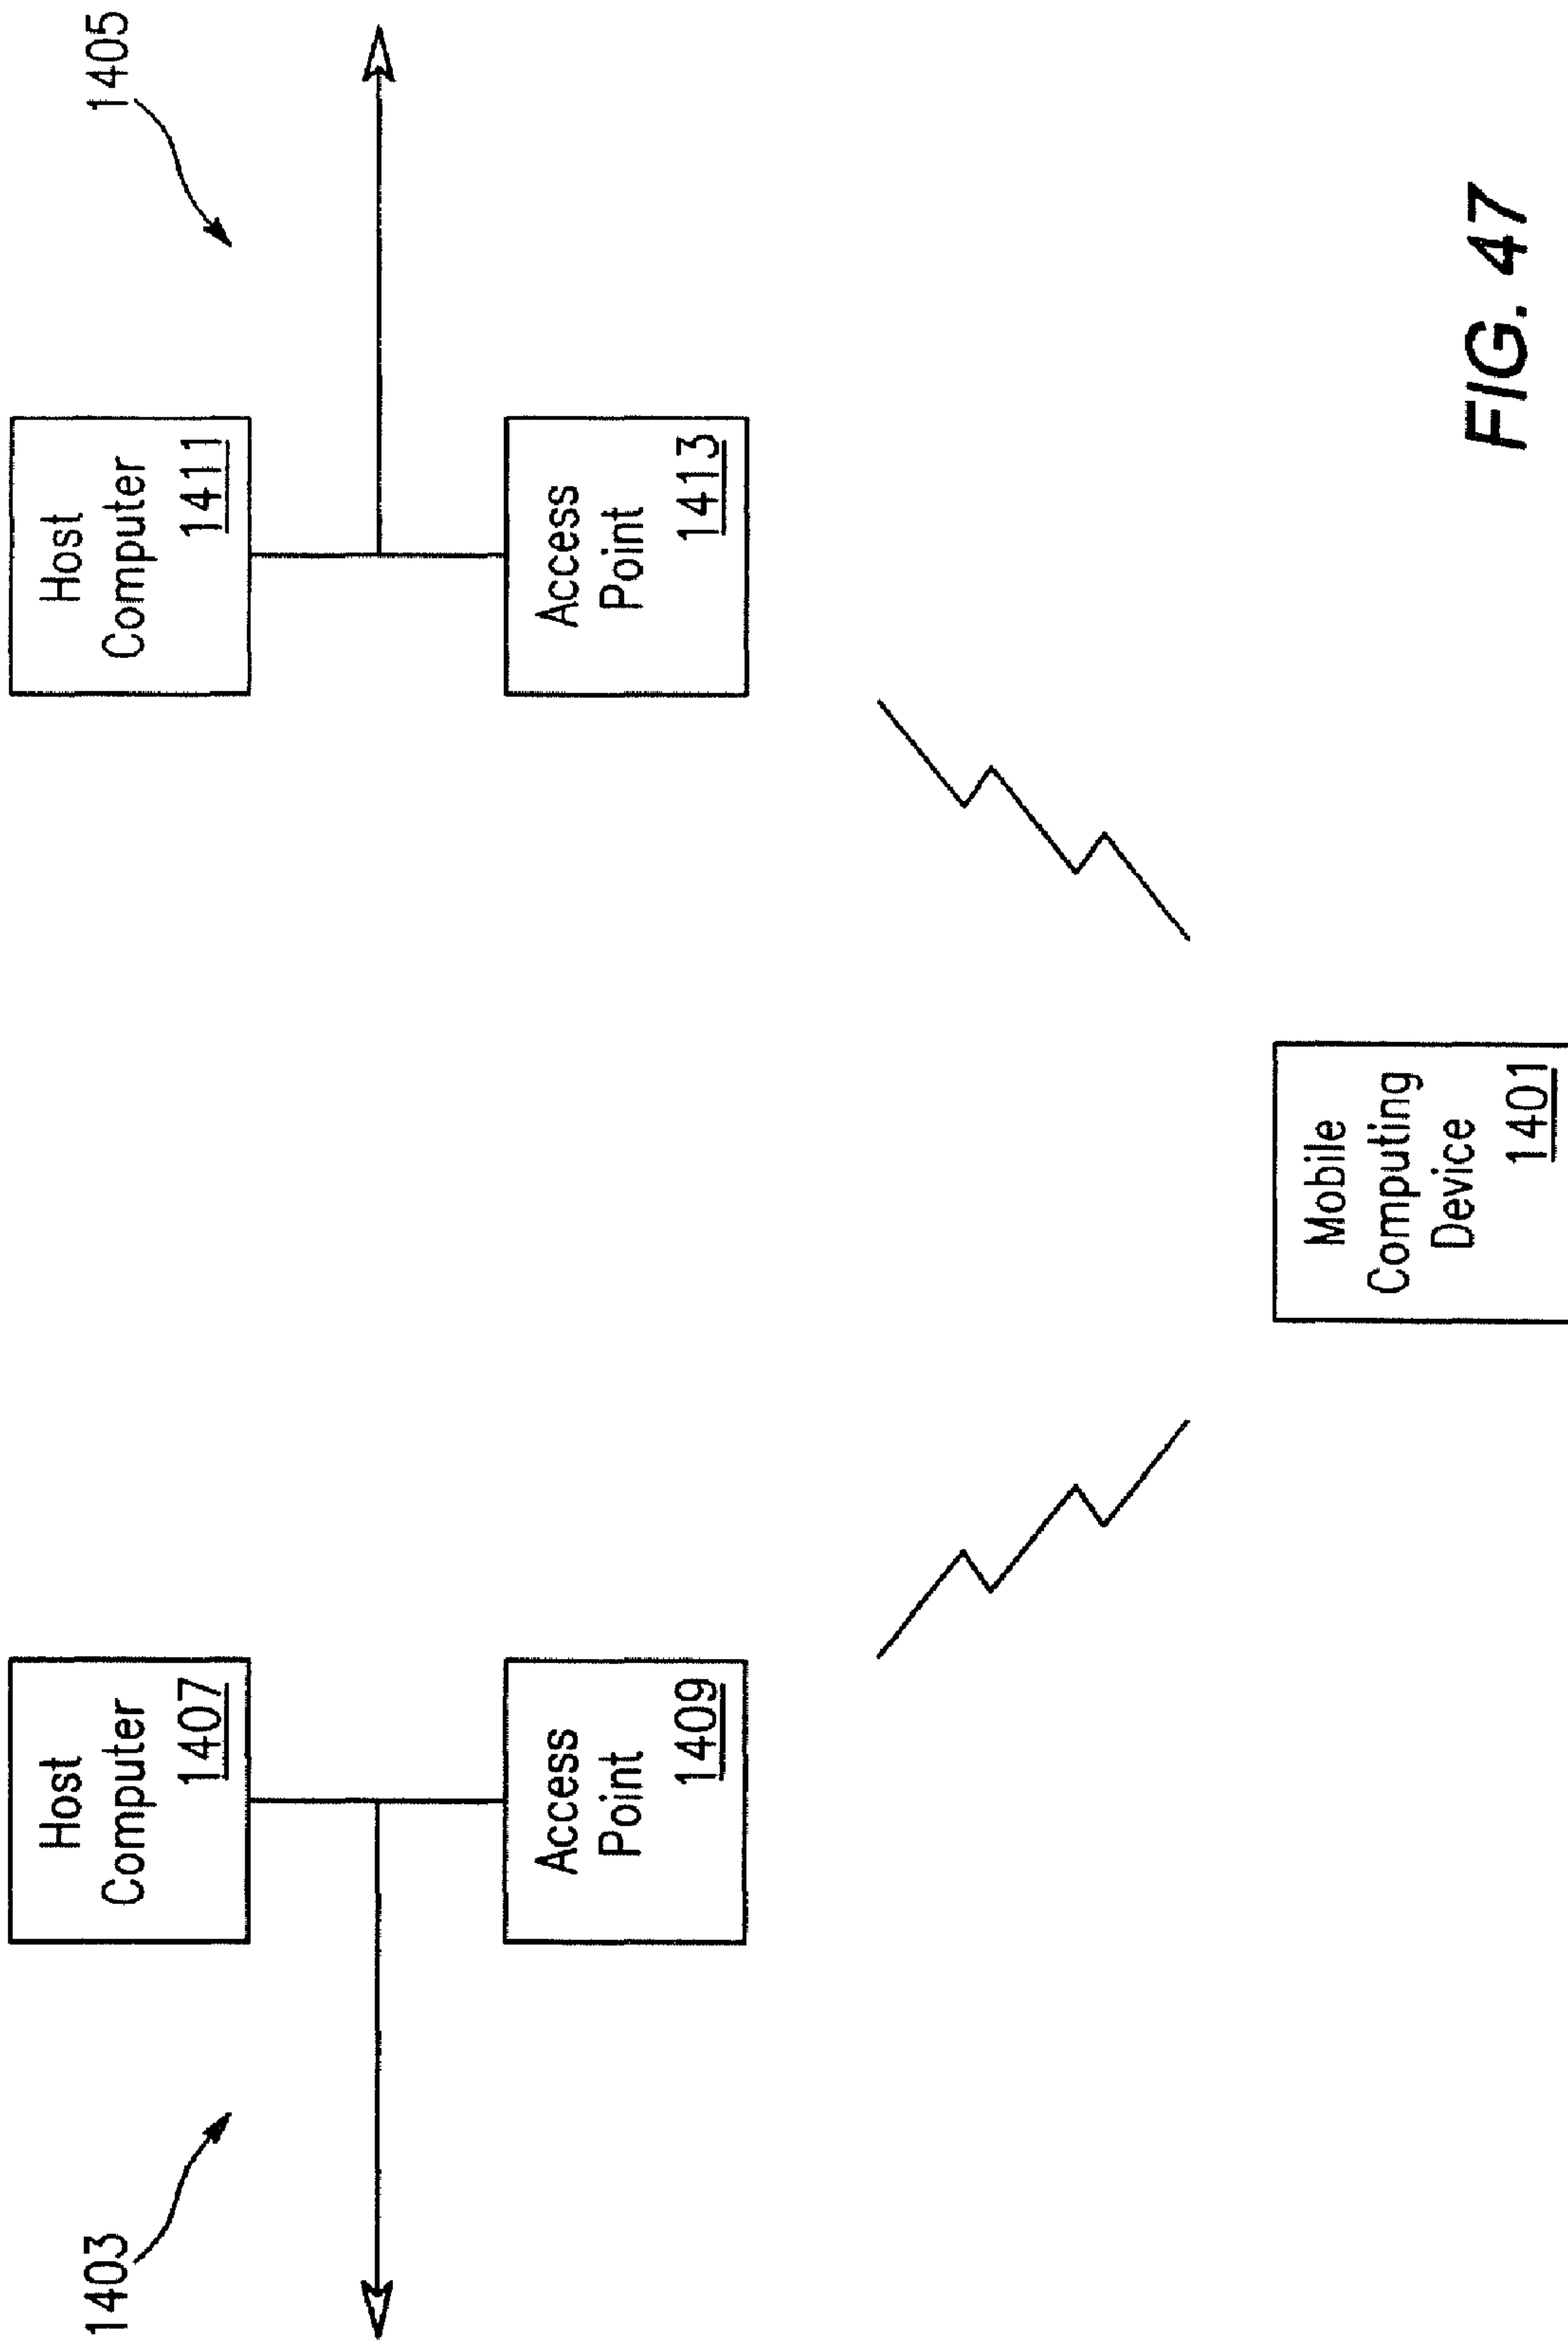 1403
Host
Computer
1407
Access
Point
1409
1405
Host
Computer
1411
Access
Point
1413
Mobile
Computing
Device
1401
FIG. 47